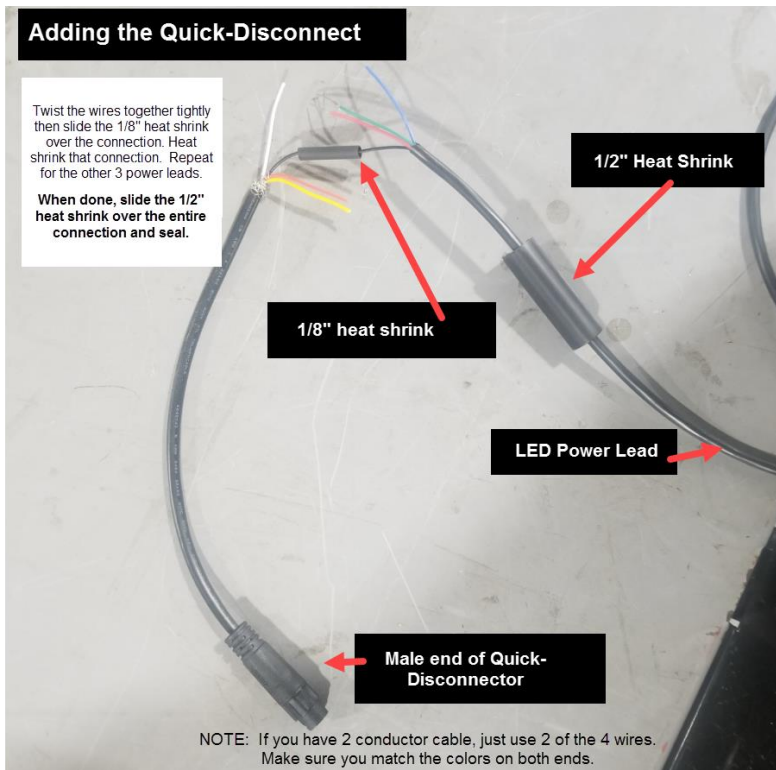 Adding the Quick-Disconnect
Twist the wires together tightly
then slide the 1/8" heat shrink
over the connection. Heat
shrink that connection.  Repeat
for the other 3 power leads.
When done, slide the 1/2"
heat shrink over the entire
connection and seal.
1/2" Heat Shrink
1/8" heat shrink
LED Power Lead
Male end of Quick-
Disconnector
NOTE:  If you have 2 conductor cable, just use 2 of the 4 wires.
Make sure you match the colors on both ends.